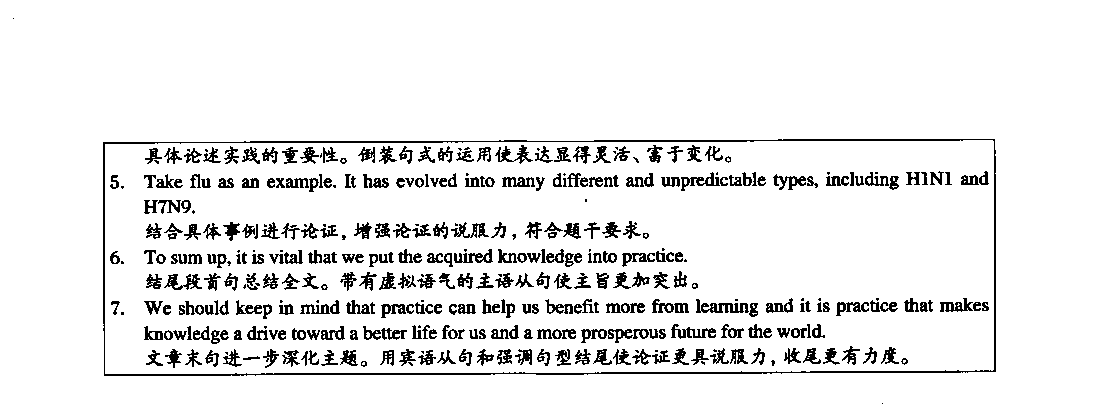 具体论述实践的重要性。倒装句式的运用使表达显得灵活、富于变化。
5. Take flu as an example. It has evolved into many different and unpredictable types, including H1N1 and
H7N9.
结合具体事例进行论证，增强论证的说服力，符合题干要求。
6. To sum up, it is vital that we put the acquired knowledge into practice.
结尾段首句总结全文。带有虚拟语气的主语从句使主旨更加突出。
7. We should keep in mind that practice can help us benefit more from learning and it is practice that makes
knowledge a drive toward a better life for us and a more prosperous future for the world.
文章末句进一步深化主题。用宾语从句和强调句型结尾使论证更具说服力，收尾更有力度。